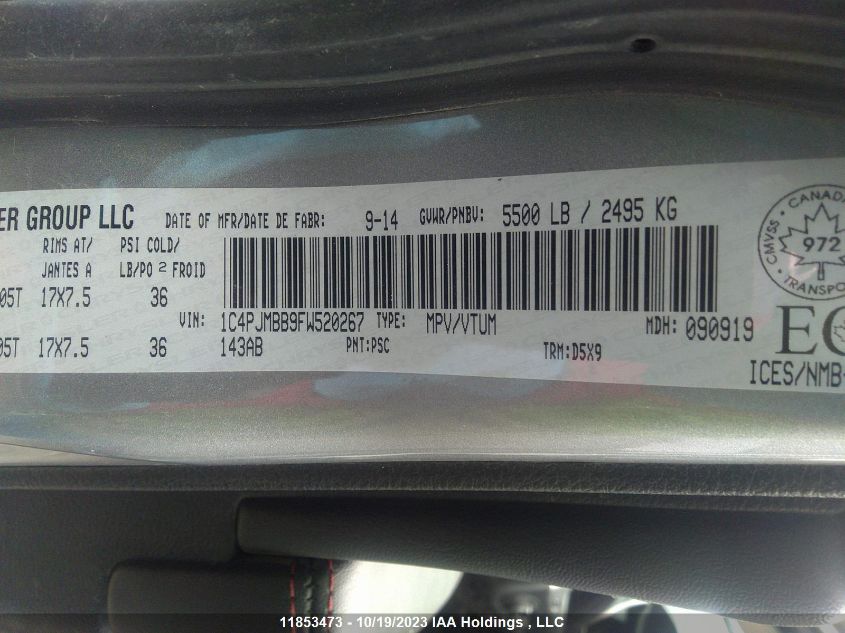 ER GROUP LLC DATE OF MFR/DATE DE FABR: 9-14 GVWR/PNBV: 5500 LB / 2495 KG
RIMS AT/ PSI COLD/
JANTES A LB/PO 2 FROID
05T 17X7.5 36
VIN: 1C4PJMBB9FW520267 TYPE: MPV/VTUM MDH: 090919
05T 17X7.5 36 143AB PNT:PSC TRM:D5X9
CANADA
CMVSS
972
TRANSPORT
EC
ICES/NMB-
11853473 - 10/19/2023 IAA Holdings , LLC